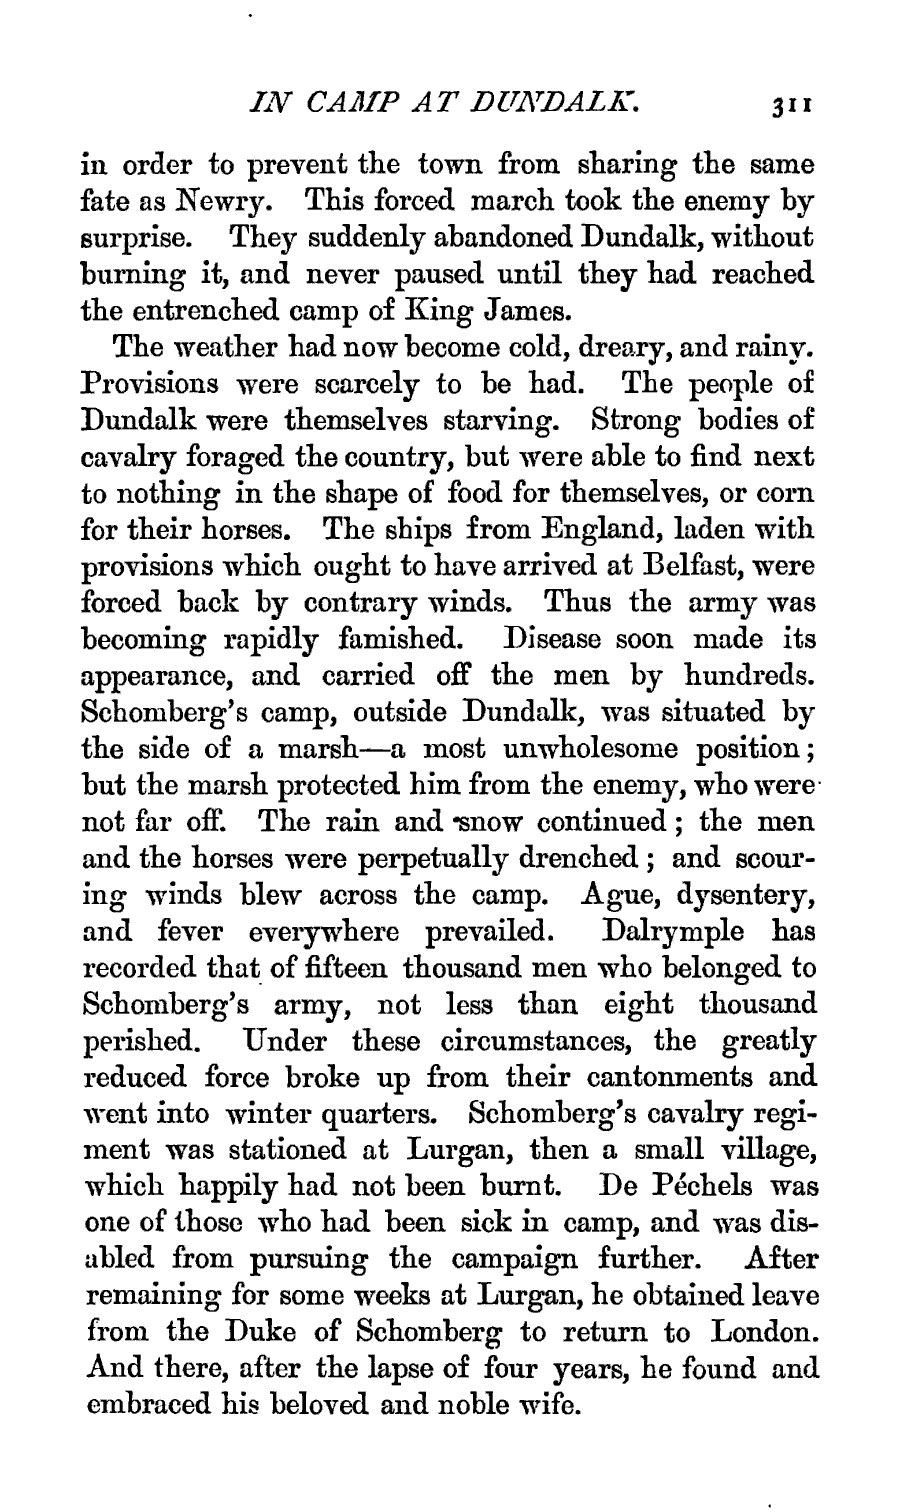 IN CAMP AT DUNDALK. 311
in order to prevent the town from sharing the same
fate as Newry. This forced march took the enemy by
surprise. They suddenly abandoned Dundalk, without
burning it, and never paused until they had reached
the entrenched camp of King James.
The weather had now become cold, dreary, and rainy.
Provisions were scarcely to be had. The people of
Dundalk were themselves starving. Strong bodies of
cavalry foraged the country, but were able to find next
to nothing in the shape of food for themselves, or corn
for their horses. The ships from England, laden with
provisions which ought to have arrived at Belfast, were
forced back by contrary winds. Thus the army was
becoming rapidly famished. Disease soon made its
appearance, and carried off the men by hundreds.
Schomberg's camp, outside Dundalk, was situated by
the side of a marsh—a most unwholesome position;
but the marsh protected him from the enemy, who were
not far off. The rain and snow continued; the men
and the horses were perpetually drenched; and scour-
ing winds blew across the camp. Ague, dysentery,
and fever everywhere prevailed. Dalrymple has
recorded that of fifteen thousand men who belonged to
Schomberg's army, not less than eight thousand
perished. Under these circumstances, the greatly
reduced force broke up from their cantonments and
went into winter quarters. Schomberg's cavalry regi-
ment was stationed at Lurgan, then a small village,
which happily had not been burnt. De Péchels was
one of those who had been sick in camp, and was dis-
abled from pursuing the campaign further. After
remaining for some weeks at Lurgan, he obtained leave
from the Duke of Schomberg to return to London.
And there, after the lapse of four years, he found and
embraced his beloved and noble wife.